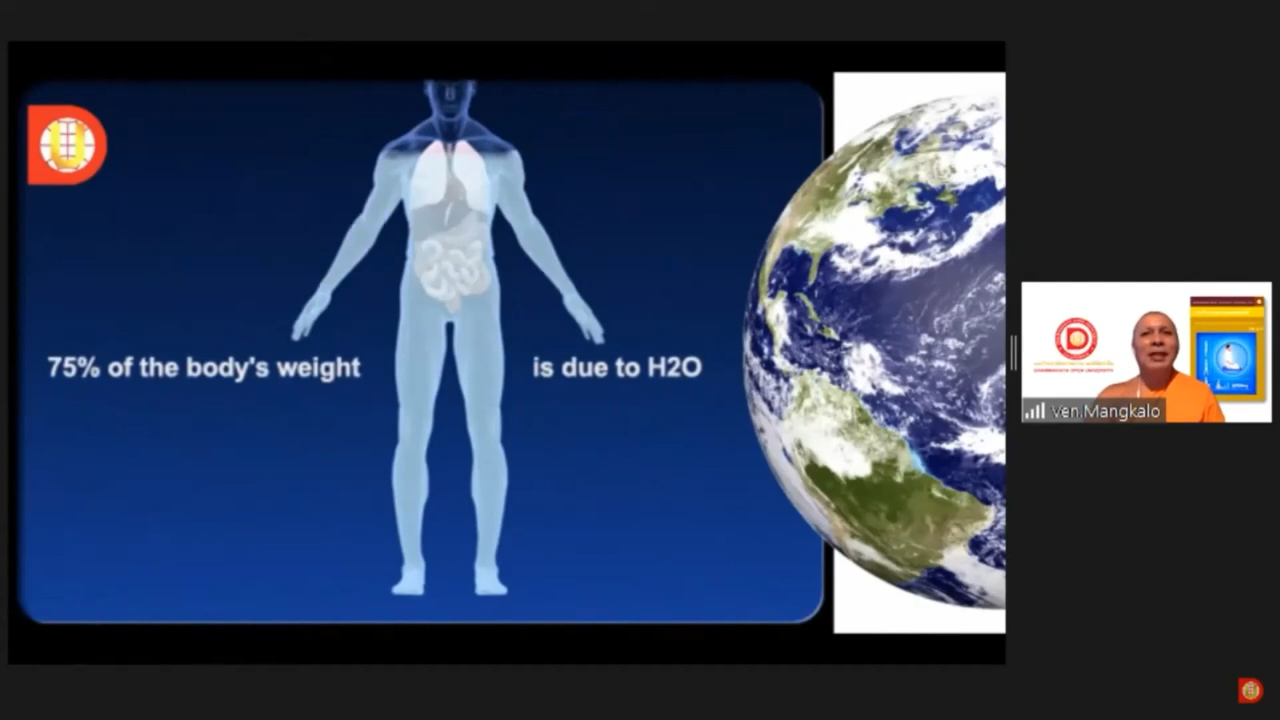 U
75% of the body's weight
is due to H2O
Ven.Mangkalo